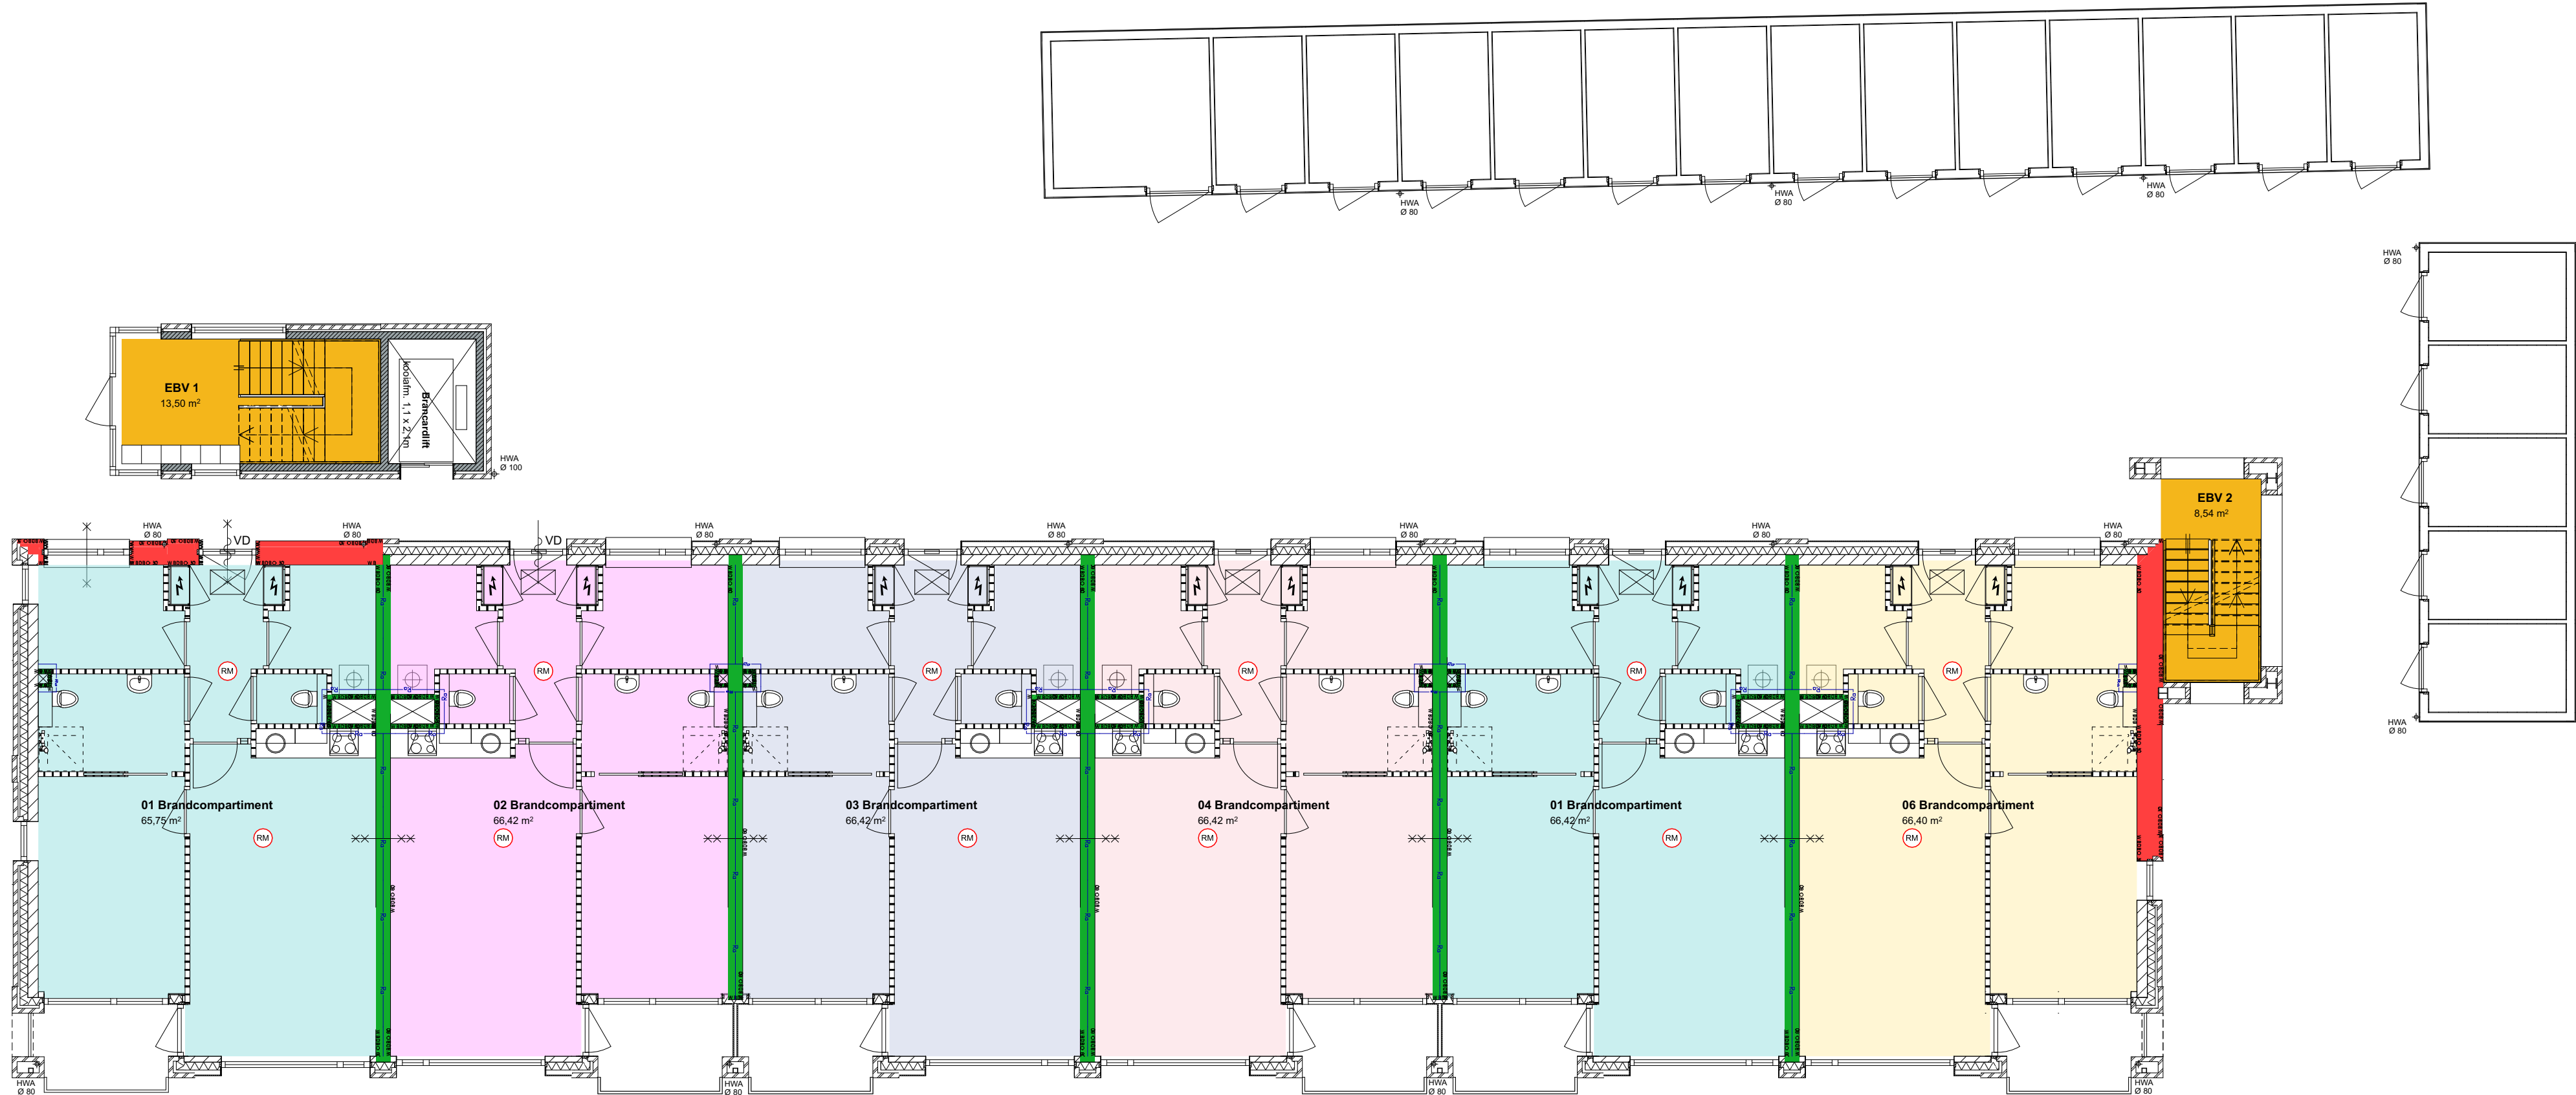 HWA
Ø 80
HWA
Ø 80
HWA
Ø 80
HWA
Ø 80
EBV 1
13,50 m²
Brancardlift
kooiafm. 1,1 x 2,1m
HWA
Ø 100
EBV 2
8,54 m²
HWA
Ø 80
VD
HWA
Ø 80
VD
HWA
Ø 80
HWA
Ø 80
HWA
Ø 80
HWA
Ø 80
HWA
Ø 80
RM
RM
RM
RM
RM
RM
HWA
Ø 80
01 Brandcompartiment
65,75 m²
02 Brandcompartiment
66,42 m²
03 Brandcompartiment
66,42 m²
04 Brandcompartiment
66,42 m²
01 Brandcompartiment
66,42 m²
06 Brandcompartiment
66,40 m²
RM
RM
RM
RM
RM
RM
HWA
Ø 80
HWA
Ø 80
HWA
Ø 80
HWA
Ø 80